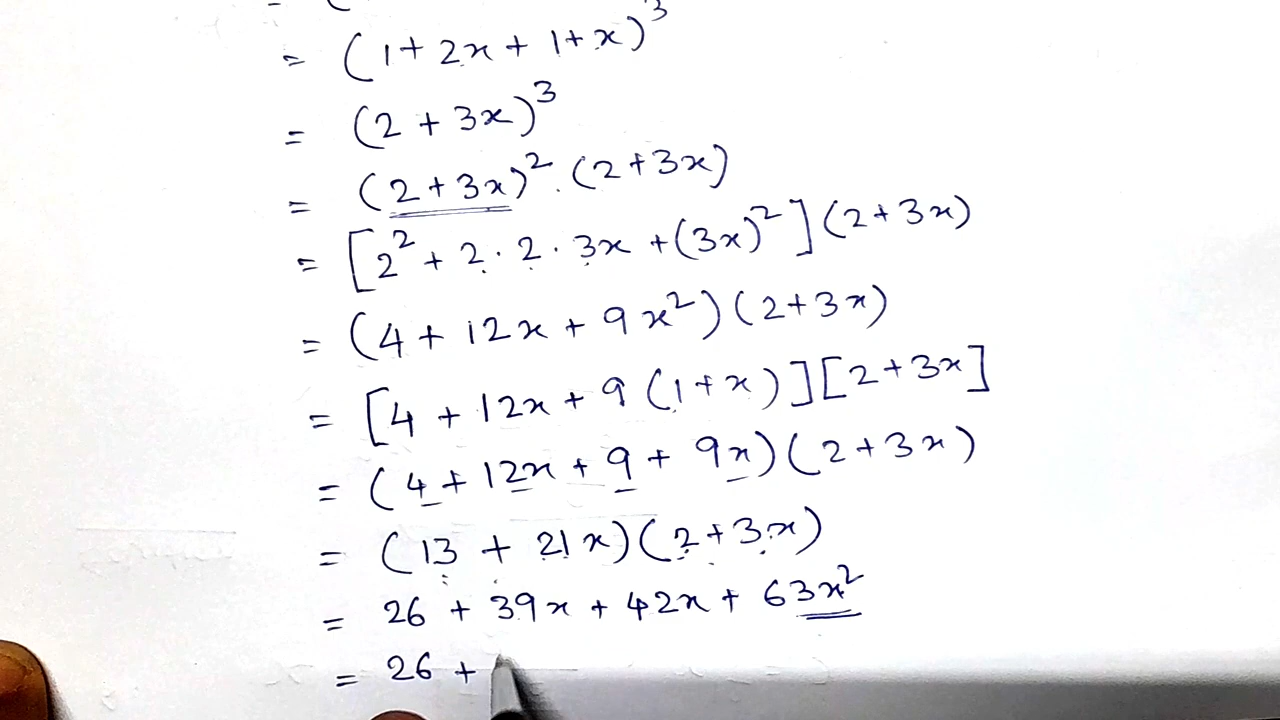 = (1 + 2x + 1 + x)³
= (2 + 3x)³
= (2 + 3x)² · (2 + 3x)
= [2² + 2 · 2 · 3x + (3x)²] (2 + 3x)
= (4 + 12x + 9x²) (2 + 3x)
= [4 + 12x + 9 (1 + x)] [2 + 3x]
= (4 + 12x + 9 + 9x) (2 + 3x)
= (13 + 21x) (2 + 3x)
= 26 + 39x + 42x + 63x²
= 26 +